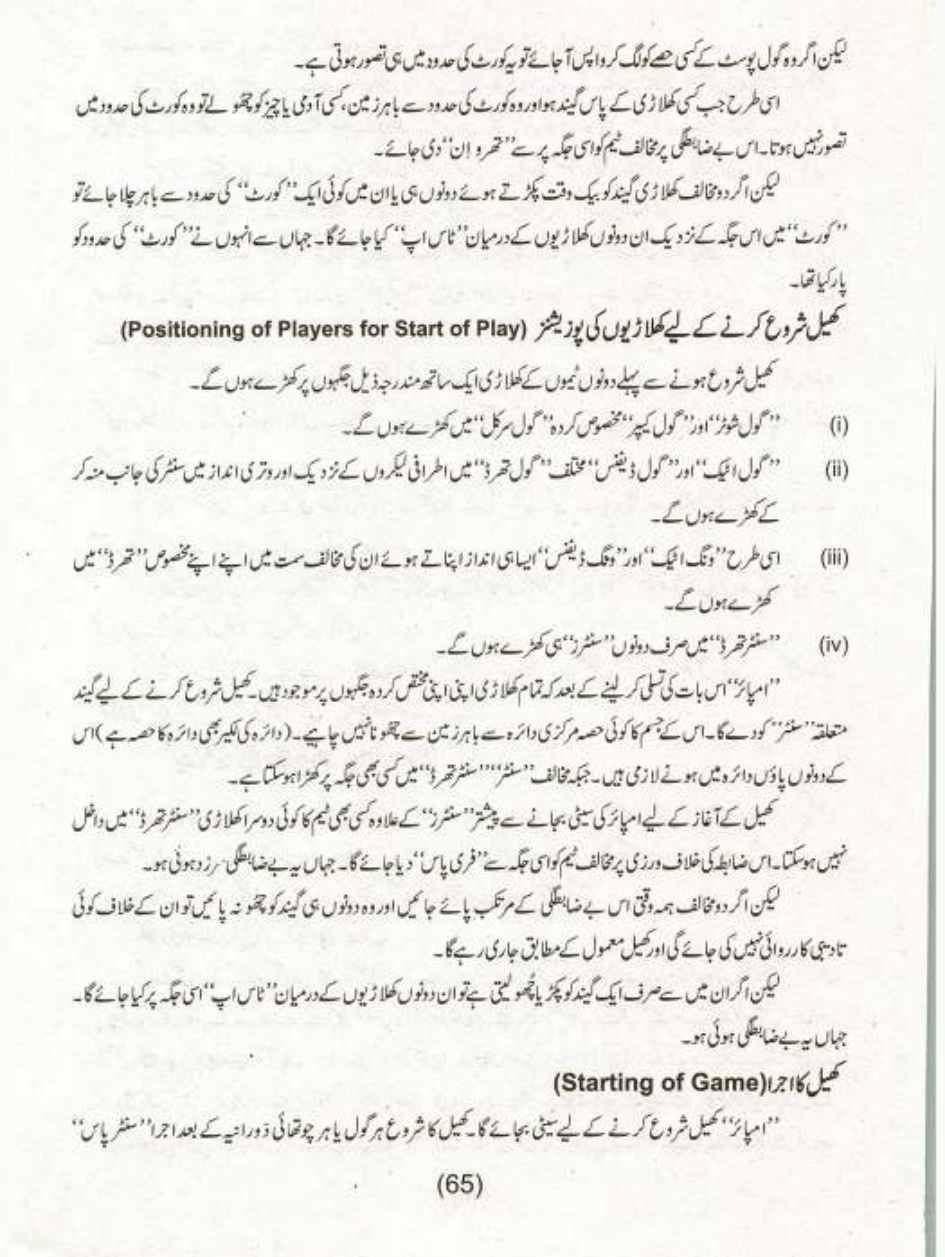 لیکن اگر وہ گول پوسٹ کے کسی حصے کو لگ کر واپس آ جائے تو یہ کورٹ کی حدود میں ہی تصور ہوتی ہے۔
اسی طرح جب کسی کھلاڑی کے پاس گیند ہو اور وہ کورٹ کی حدود سے باہر زمین، کسی آدمی یا چیز کو چھو لے تو وہ کورٹ کی حدود میں
تصور نہیں ہوتا۔ اس بے ضابطگی پر مخالف ٹیم کو اسی جگہ پر سے ’’تھرو اِن‘‘ دی جائے۔
لیکن اگر دو مخالف کھلاڑی گیند کو بیک وقت پکڑتے ہوئے دونوں ہی یا ان میں کوئی ایک ’’کورٹ‘‘ کی حدود سے باہر چلا جائے تو
’’کورٹ‘‘ میں اس جگہ کے نزدیک ان دونوں کھلاڑیوں کے درمیان ’’ٹاس اپ‘‘ کیا جائے گا۔ جہاں سے انہوں نے ’’کورٹ‘‘ کی حدود کو
پار کیا تھا۔
کھیل شروع کرنے کے لیے کھلاڑیوں کی پوزیشنز (Positioning of Players for Start of Play)
کھیل شروع ہونے سے پہلے دونوں ٹیموں کے کھلاڑی ایک ساتھ مندرجہ ذیل جگہوں پر کھڑے ہوں گے۔
(i) ’’گول شوٹر‘‘ اور ’’گول کیپر‘‘ مخصوص کردہ ’’گول سرکل‘‘ میں کھڑے ہوں گے۔
(ii) ’’گول اٹیک‘‘ اور ’’گول ڈیفنس‘‘ مختلف ’’گول تھرڈ‘‘ میں اطرافی لیکروں کے نزدیک اور وتری انداز میں سنٹر کی جانب منہ کر
کے کھڑے ہوں گے۔
(iii) اسی طرح ’’ونگ اٹیک‘‘ اور ’’ونگ ڈیفنس‘‘ ایسا ہی انداز اپناتے ہوئے ان کی مخالف سمت میں اپنے اپنے مخصوص ’’تھرڈ‘‘ میں
کھڑے ہوں گے۔
(iv) ’’سنٹر تھرڈ‘‘ میں صرف دونوں ’’سنٹرز‘‘ ہی کھڑے ہوں گے۔
’’امپائر‘‘ اس بات کی تسلی کر لینے کے بعد کہ تمام کھلاڑی اپنی اپنی مختص کردہ جگہوں پر موجود ہیں۔ کھیل شروع کرنے کے لیے گیند
متعلقہ ’’سنٹر‘‘ کو دے گا۔ اس کے جسم کا کوئی حصہ مرکزی دائرہ سے باہر زمین سے چھونا نہیں چاہیے۔ (دائرہ کی لکیر بھی دائرہ کا حصہ ہے) اس
کے دونوں پاؤں دائرہ میں ہونے لازمی ہیں۔ جبکہ مخالف ’’سنٹر‘‘ ’’سنٹر تھرڈ‘‘ میں کسی بھی جگہ پر کھڑا ہو سکتا ہے۔
کھیل کے آغاز کے لیے امپائر کی سیٹی بجانے سے پیشتر ’’سنٹرز‘‘ کے علاوہ کسی بھی ٹیم کا کوئی دوسرا کھلاڑی ’’سنٹر تھرڈ‘‘ میں داخل
نہیں ہو سکتا۔ اس ضابطہ کی خلاف ورزی پر مخالف ٹیم کو اسی جگہ سے ’’فری پاس‘‘ دیا جائے گا۔ جہاں یہ بے ضابطگی سرزد ہوئی ہو۔
لیکن اگر دو مخالف ہمہ وقتی اس بے ضابطگی کے مرتکب پائے جائیں اور وہ دونوں ہی گیند کو چھو نہ پائیں تو ان کے خلاف کوئی
تادیبی کارروائی نہیں کی جائے گی اور کھیل معمول کے مطابق جاری رہے گا۔
لیکن اگر ان میں سے صرف ایک گیند کو پکڑ یا چُھو لیتی ہے تو ان دونوں کھلاڑیوں کے درمیان ’’ٹاس اپ‘‘ اسی جگہ پر کیا جائے گا۔
جہاں یہ بے ضابطگی ہوئی ہو۔
کھیل کا اجرا (Starting of Game)
’’امپائر‘‘ کھیل شروع کرنے کے لیے سیٹی بجائے گا۔ کھیل کا شروع ہر گول یا ہر چوتھائی دورانیہ کے بعد اجرا ’’سنٹر پاس‘‘
(65)